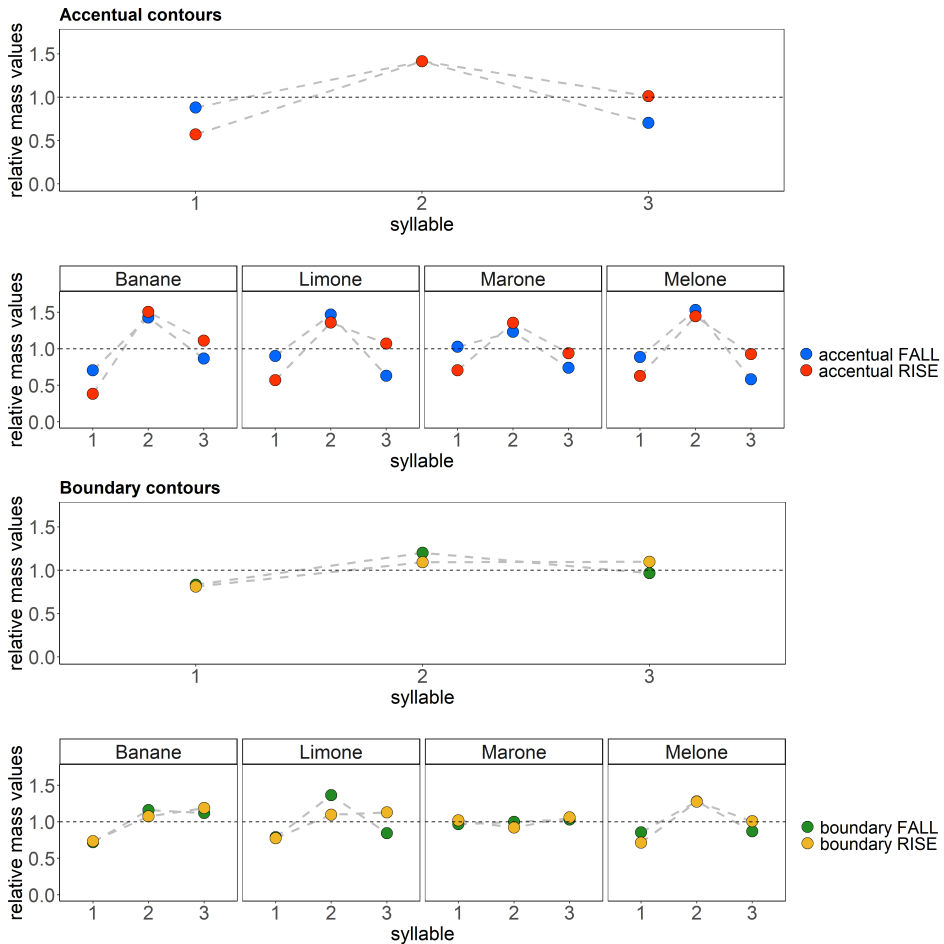 Accentual contours
relative mass values
1.5
1.0
0.5
0.0
1 2 3
syllable
Banane Limone Marone Melone
relative mass values
1.5
1.0
0.5
0.0
1 2 3 1 2 3 1 2 3 1 2 3
syllable
accentual FALL
accentual RISE
Boundary contours
relative mass values
1.5
1.0
0.5
0.0
1 2 3
syllable
Banane Limone Marone Melone
relative mass values
1.5
1.0
0.5
0.0
1 2 3 1 2 3 1 2 3 1 2 3
syllable
boundary FALL
boundary RISE